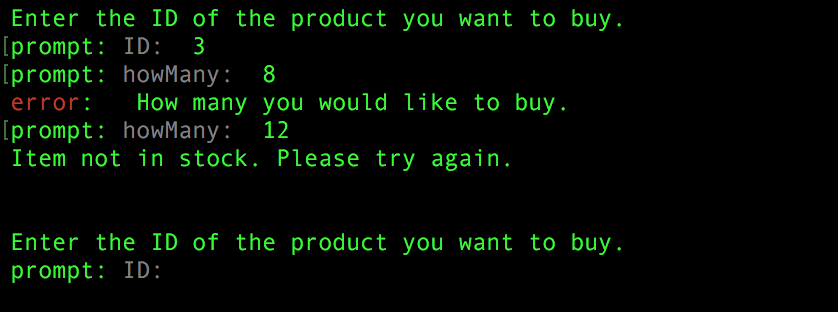 Enter the ID of the product you want to buy.
[prompt: ID:  3
[prompt: howMany:  8
error:   How many you would like to buy.
[prompt: howMany:  12
Item not in stock. Please try again.
Enter the ID of the product you want to buy.
prompt: ID: